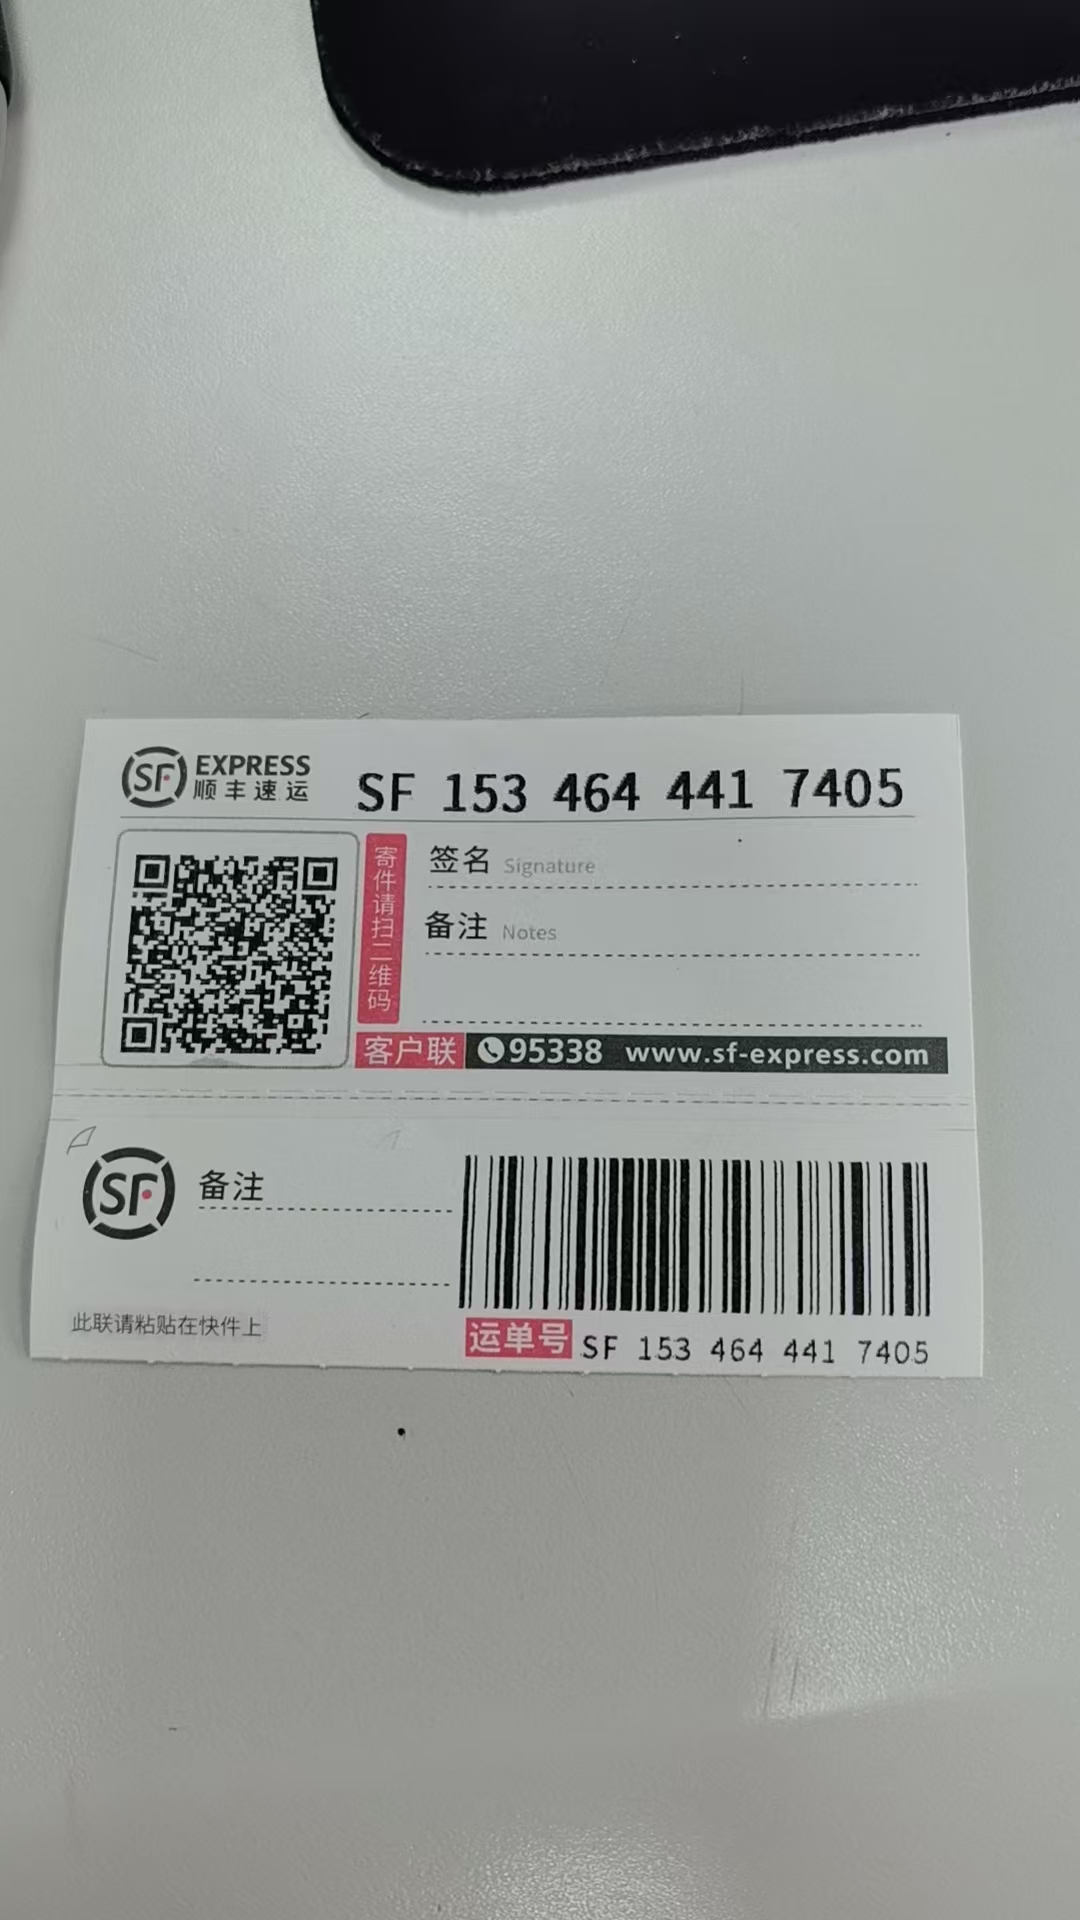 SF EXPRESS
顺丰速运
SF 153 464 441 7405
寄件请扫二维码
签名 Signature
备注 Notes
客户联 95338 www.sf-express.com
SF
备注
此联请粘贴在快件上
运单号 SF 153 464 441 7405